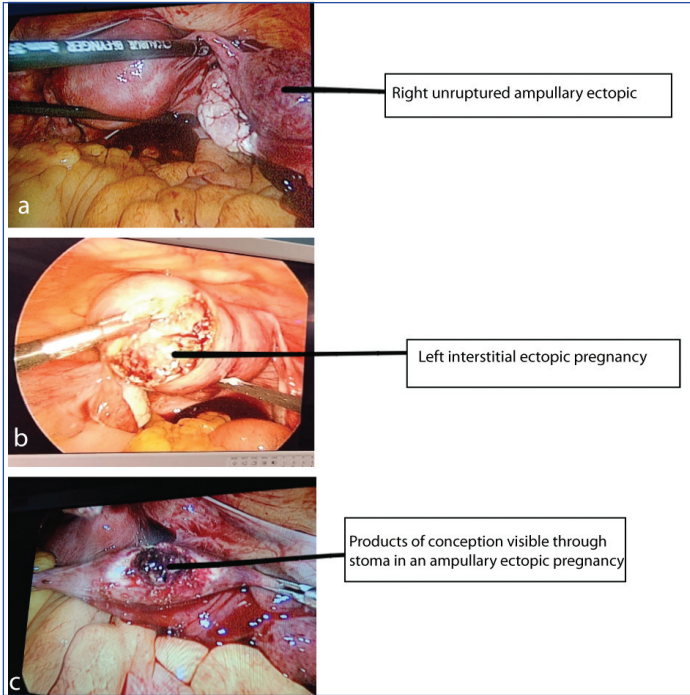 Right unruptured ampullary ectopic
a
Left interstitial ectopic pregnancy
b
Products of conception visible through
stoma in an ampullary ectopic pregnancy
c